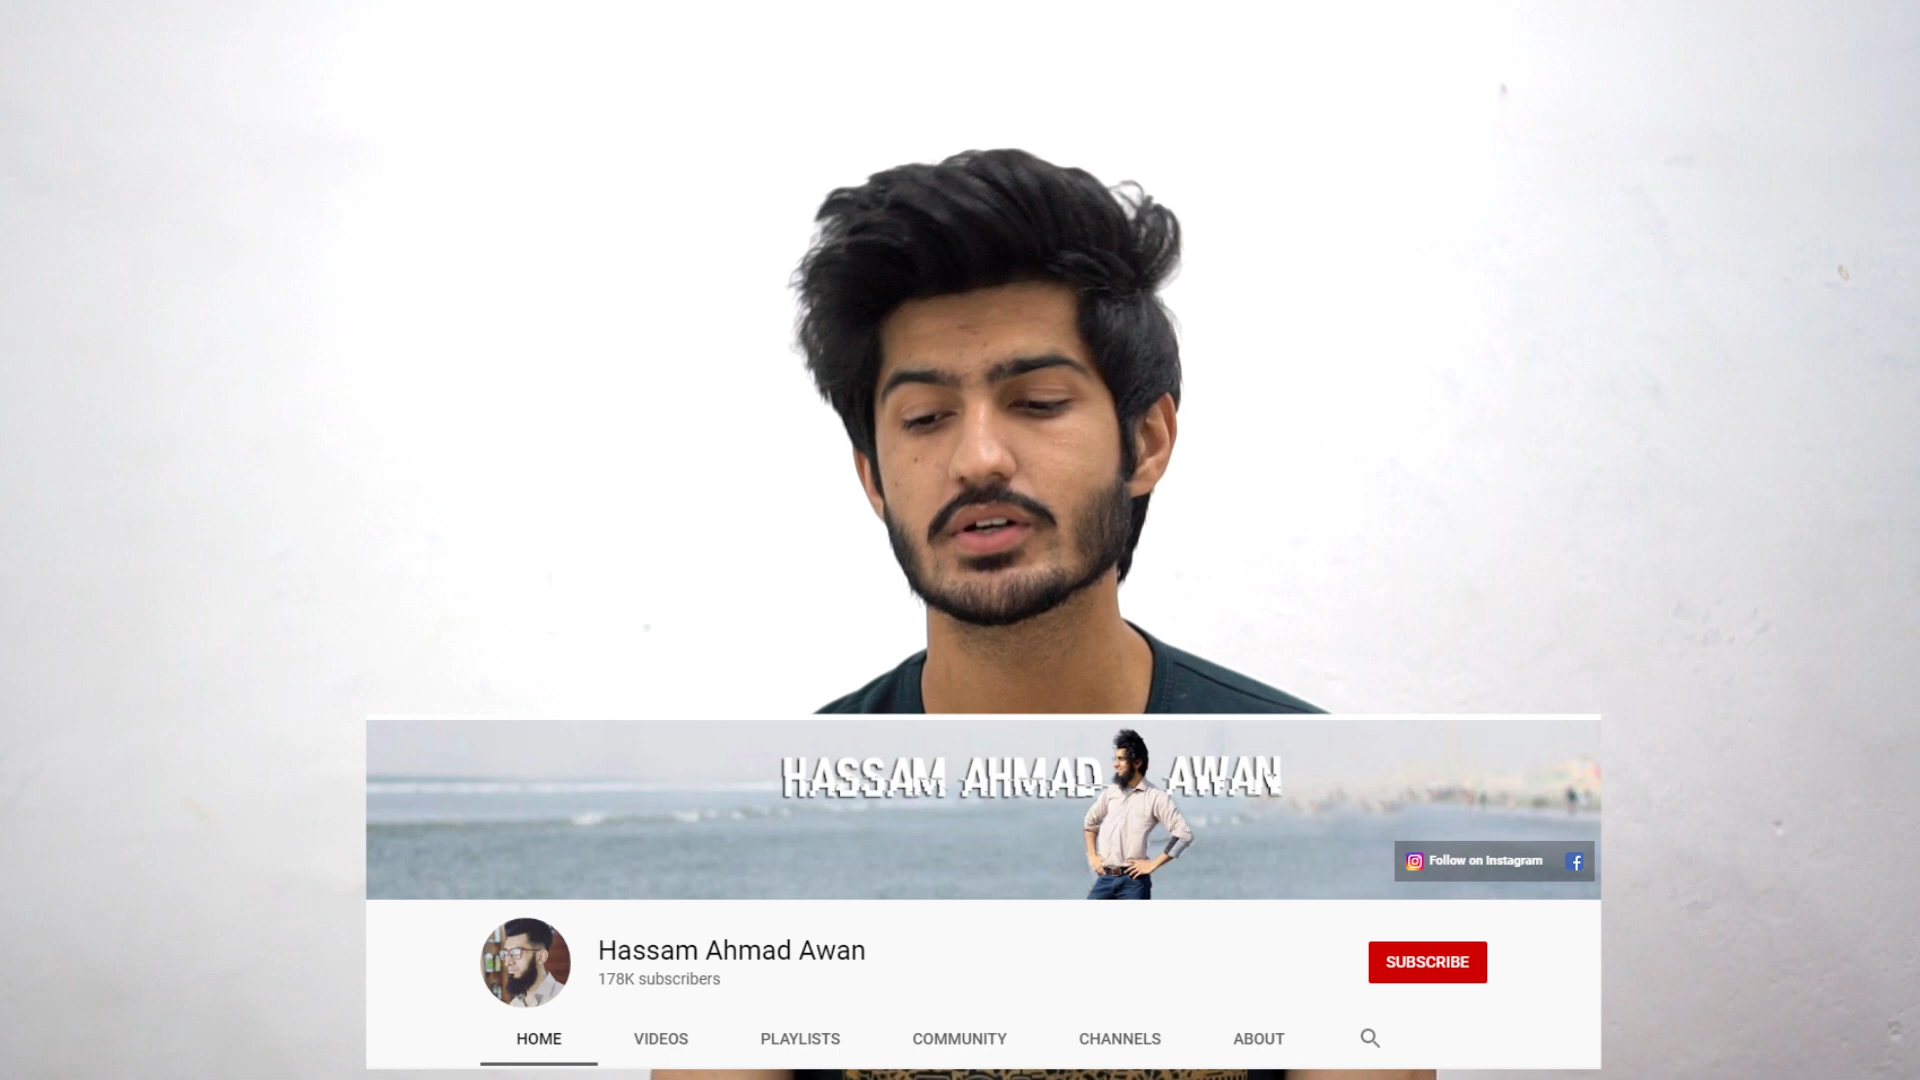 HASSAM AHMAD AWAN
Follow on Instagram
Hassam Ahmad Awan
178K subscribers
SUBSCRIBE
HOME VIDEOS PLAYLISTS COMMUNITY CHANNELS ABOUT